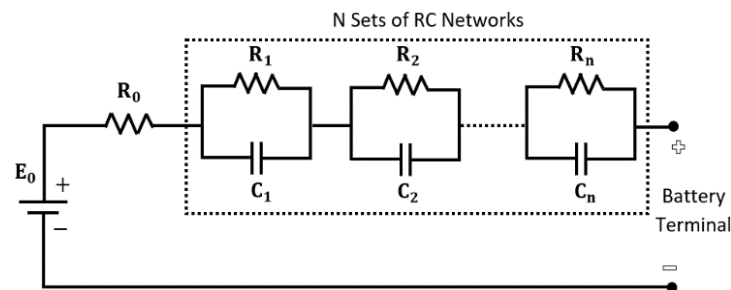 N Sets of RC Networks
R₁
R₂
Rₙ
R₀
E₀
+
−
C₁
C₂
Cₙ
+
Battery
Terminal
−